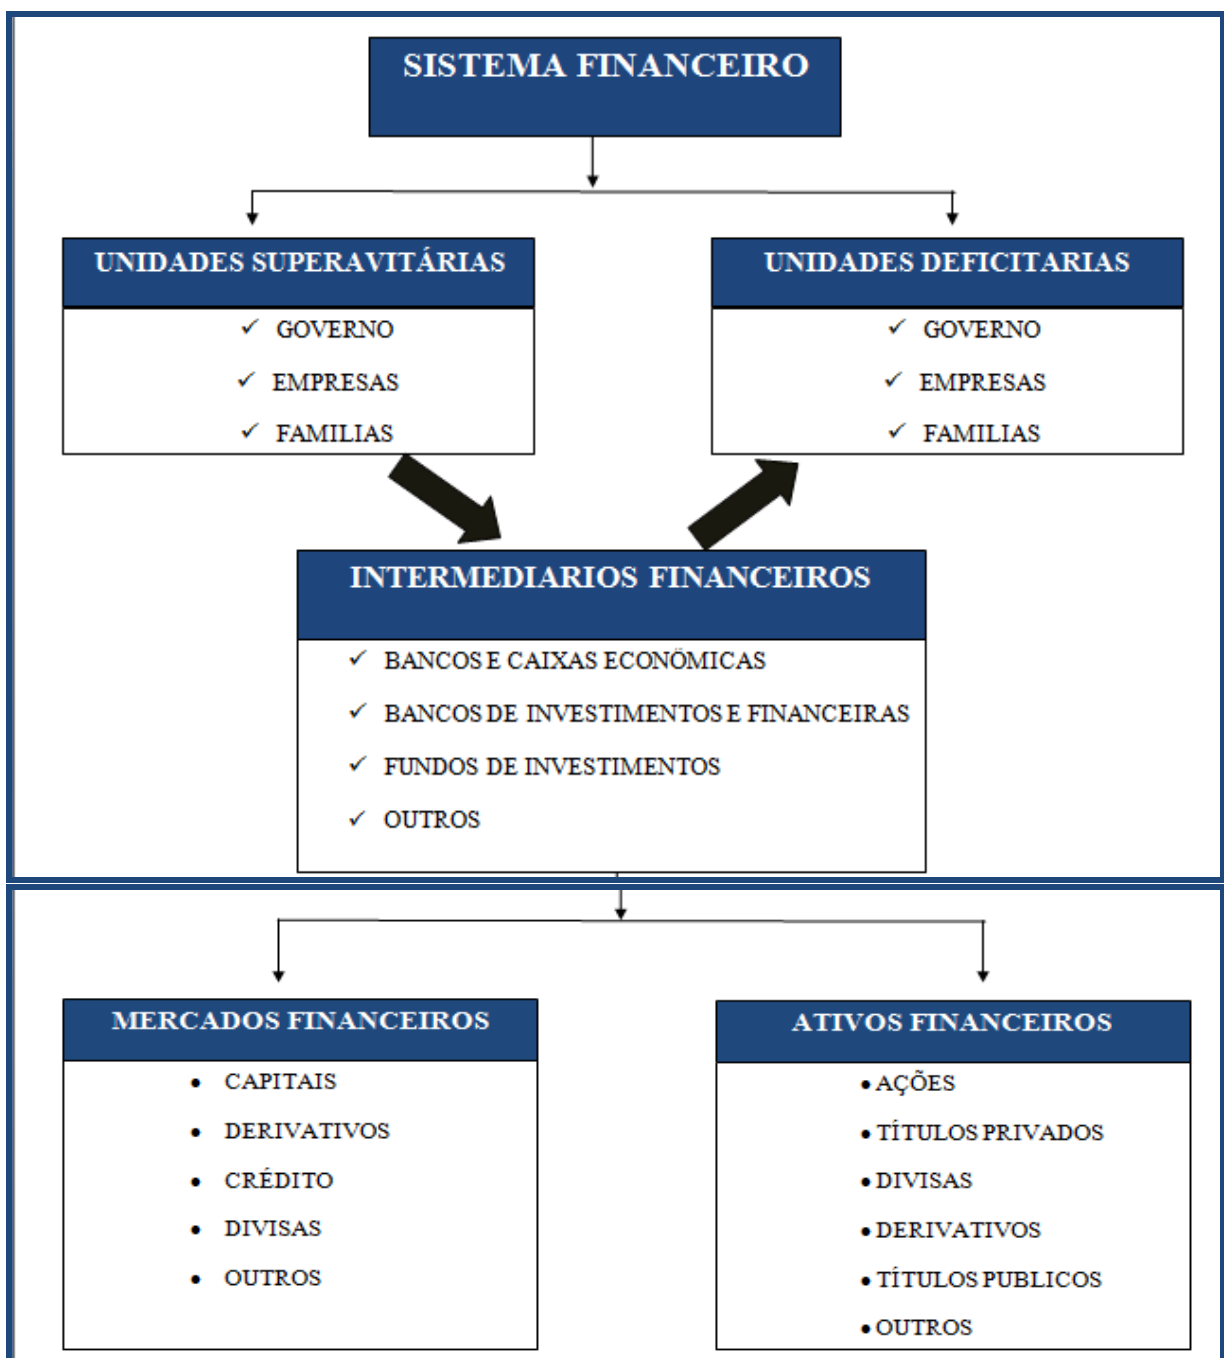 SISTEMA FINANCEIRO
UNIDADES SUPERAVITÁRIAS
✓ GOVERNO
✓ EMPRESAS
✓ FAMILIAS
UNIDADES DEFICITARIAS
✓ GOVERNO
✓ EMPRESAS
✓ FAMILIAS
INTERMEDIARIOS FINANCEIROS
✓ BANCOS E CAIXAS ECONÔMICAS
✓ BANCOS DE INVESTIMENTOS E FINANCEIRAS
✓ FUNDOS DE INVESTIMENTOS
✓ OUTROS
MERCADOS FINANCEIROS
• CAPITAIS
• DERIVATIVOS
• CRÉDITO
• DIVISAS
• OUTROS
ATIVOS FINANCEIROS
• AÇÕES
• TÍTULOS PRIVADOS
• DIVISAS
• DERIVATIVOS
• TÍTULOS PUBLICOS
• OUTROS